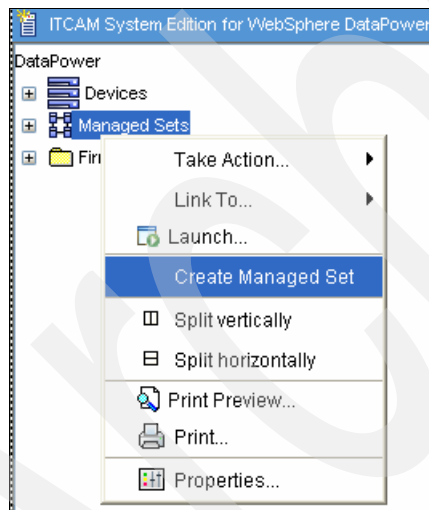 ITCAM System Edition for WebSphere DataPower
DataPower
Devices
Managed Sets
Fir
Take Action...
Link To...
Launch...
Create Managed Set
Split vertically
Split horizontally
Print Preview...
Print...
Properties...